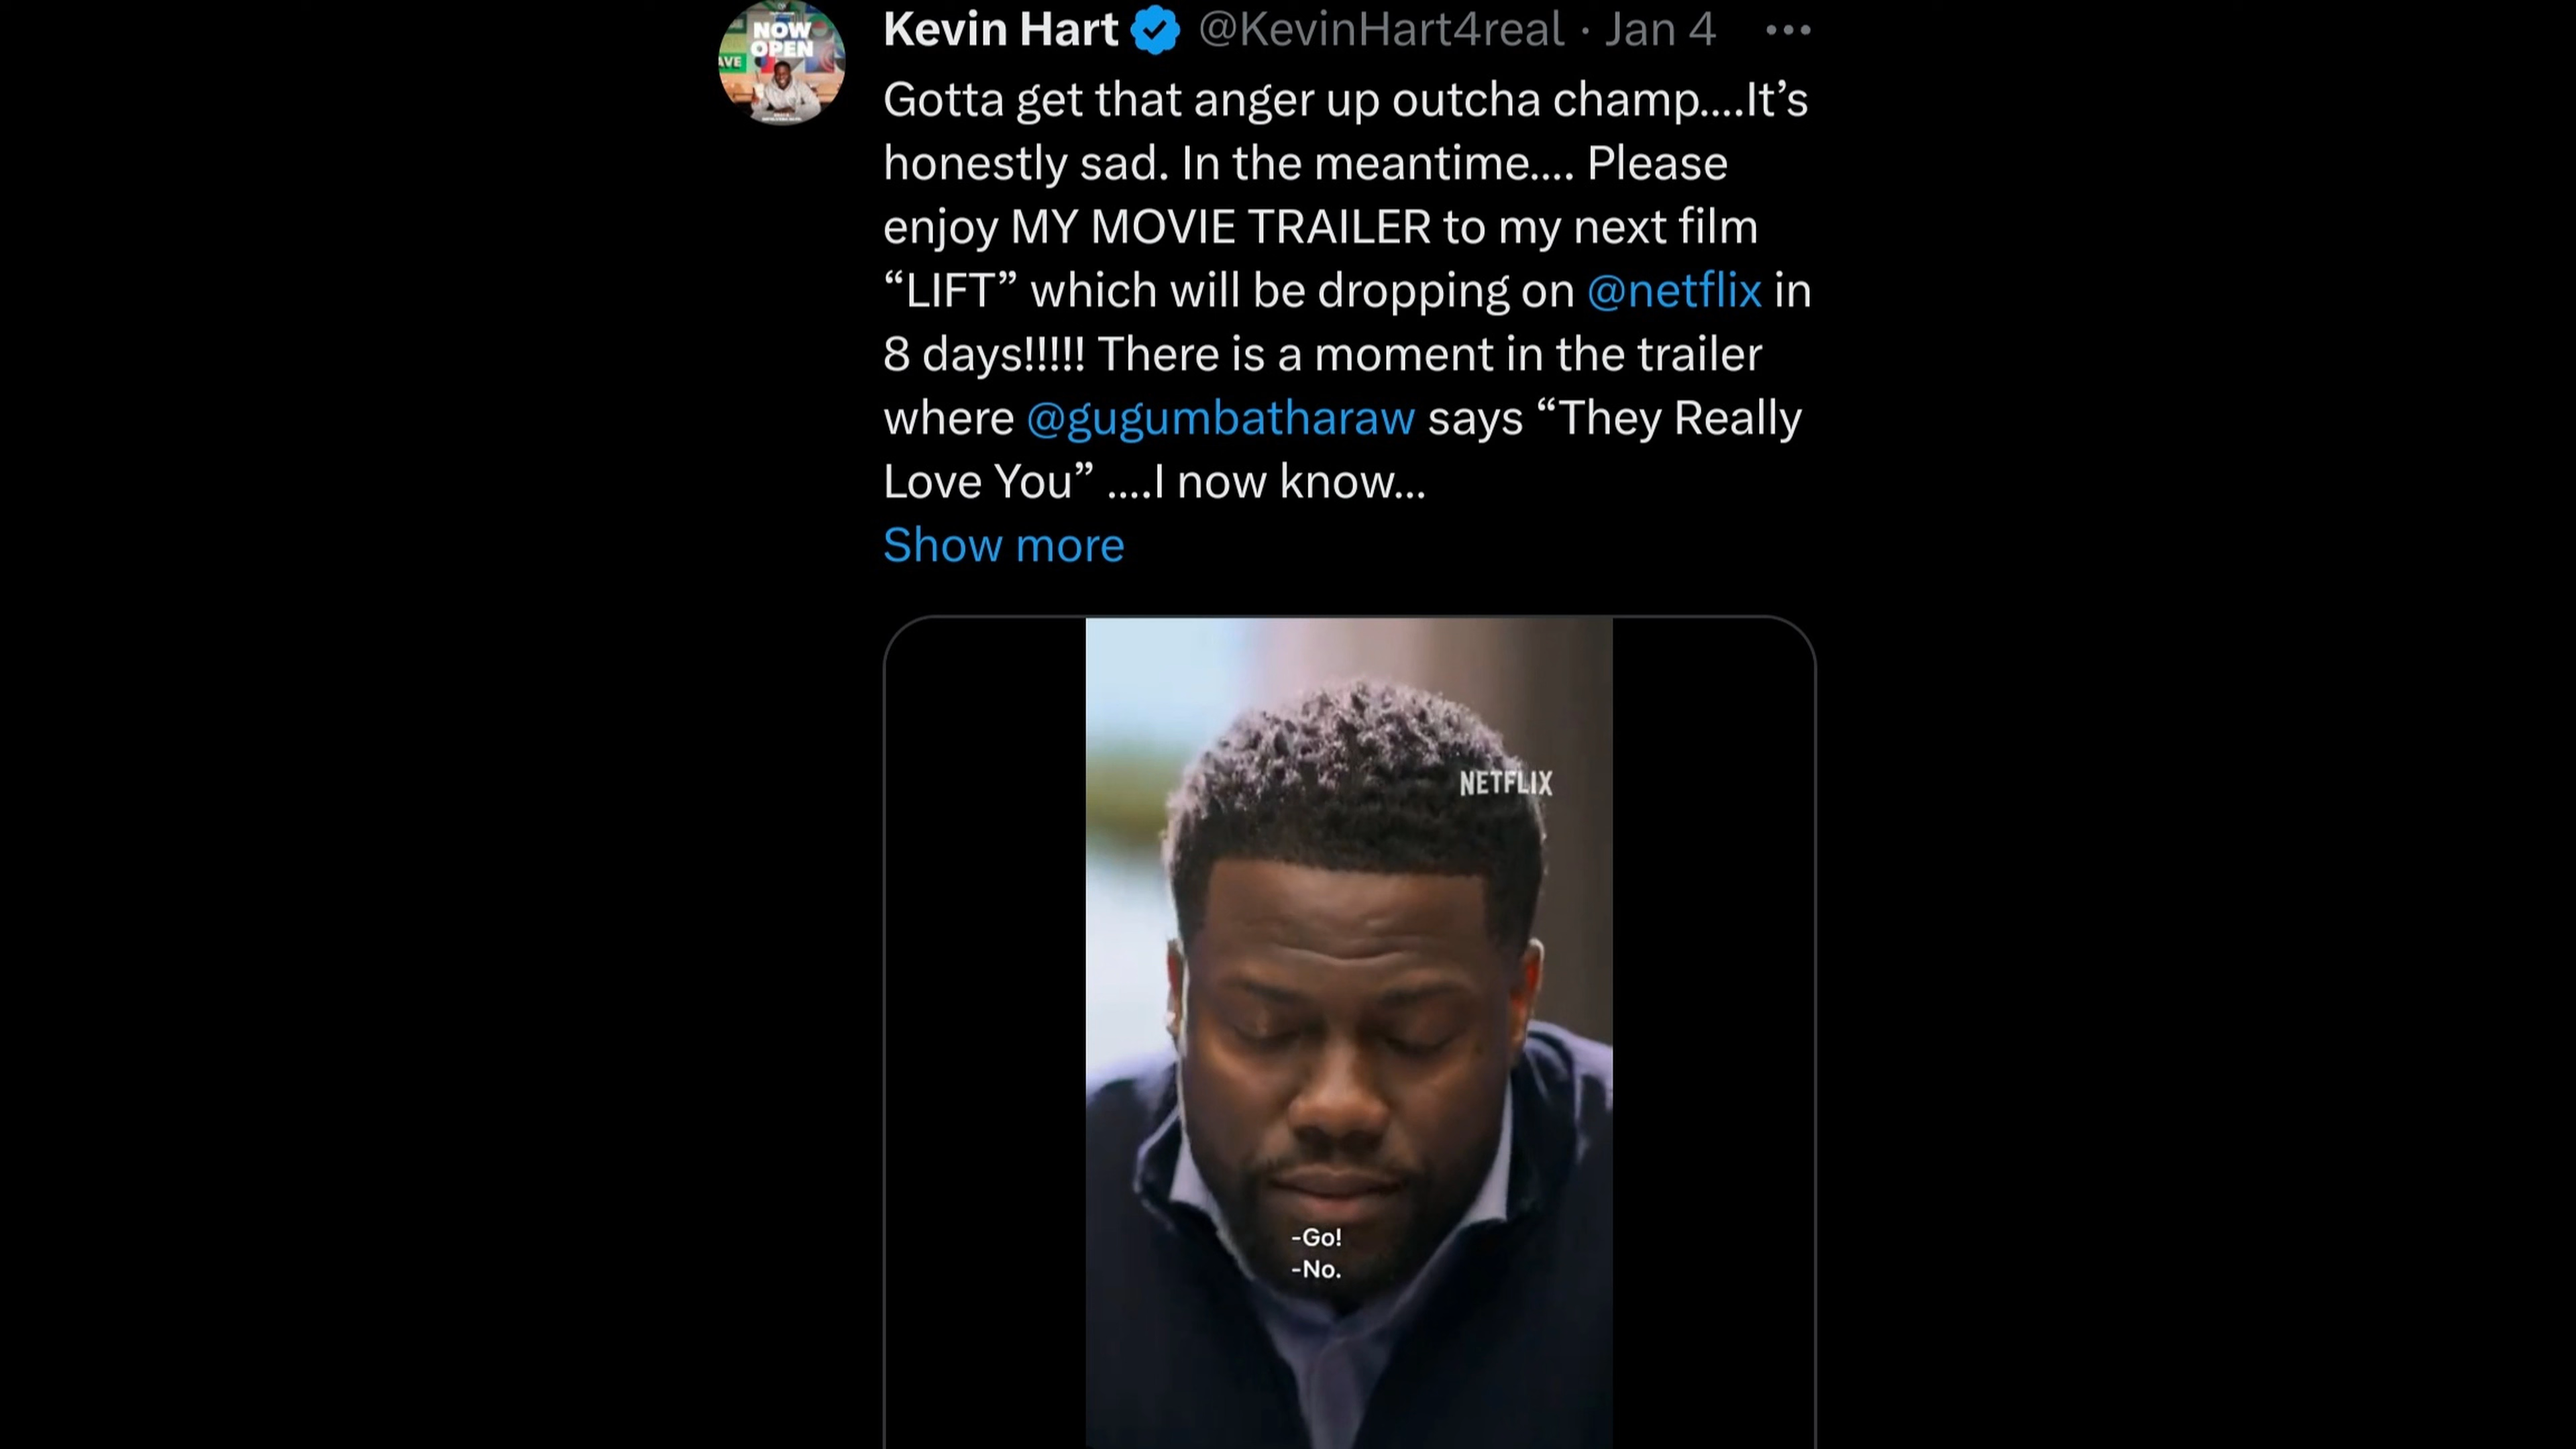 NOW
OPEN
AVE
Kevin Hart @KevinHart4real · Jan 4 •••
Gotta get that anger up outcha champ....It’s
honestly sad. In the meantime.... Please
enjoy MY MOVIE TRAILER to my next film
“LIFT” which will be dropping on @netflix in
8 days!!!!! There is a moment in the trailer
where @gugumbatharaw says “They Really
Love You” ....I now know...
Show more
NETFLIX
-Go!
-No.